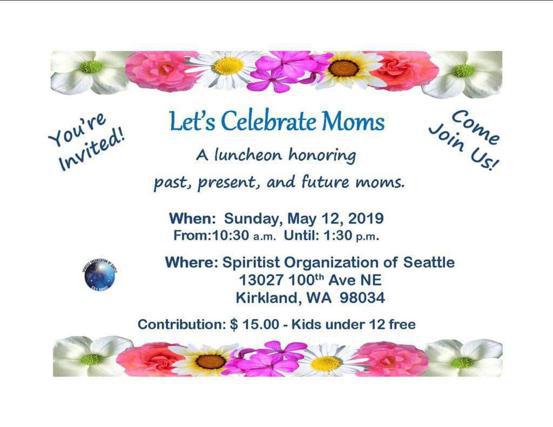 You're
Invited!
Let's Celebrate Moms
Come
Join Us!
A luncheon honoring
past, present, and future moms.
When: Sunday, May 12, 2019
From:10:30 a.m. Until: 1:30 p.m.
Where: Spiritist Organization of Seattle
13027 100th Ave NE
Kirkland, WA 98034
Contribution: $ 15.00 - Kids under 12 free